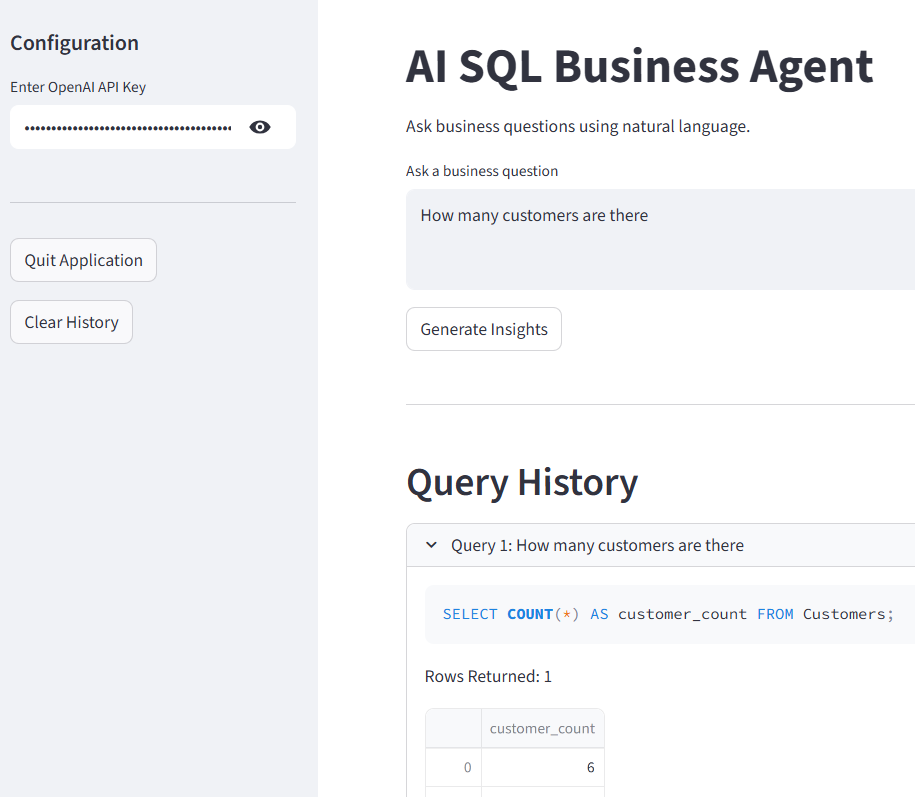 Configuration
Enter OpenAI API Key
Quit Application
Clear History
AI SQL Business Agent
Ask business questions using natural language.
Ask a business question
How many customers are there
Generate Insights
Query History
Query 1: How many customers are there
SELECT COUNT(*) AS customer_count FROM Customers;
Rows Returned: 1
customer_count
0 6